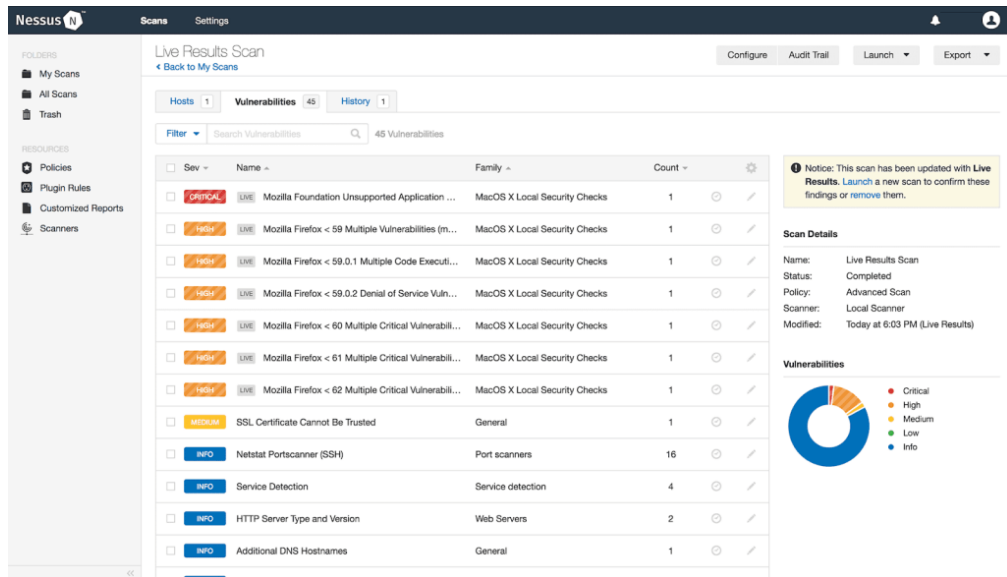 Nessus N
Scans Settings
FOLDERS
My Scans
All Scans
Trash
RESOURCES
Policies
Plugin Rules
Customized Reports
Scanners
Live Results Scan
Back to My Scans
Configure Audit Trail Launch Export
Hosts 1 Vulnerabilities 45 History 1
Filter Search Vulnerabilities 45 Vulnerabilities
Sev Name Family Count
CRITICAL LIVE Mozilla Foundation Unsupported Application ... MacOS X Local Security Checks 1
HIGH LIVE Mozilla Firefox < 59 Multiple Vulnerabilities (m... MacOS X Local Security Checks 1
HIGH LIVE Mozilla Firefox < 59.0.1 Multiple Code Executi... MacOS X Local Security Checks 1
HIGH LIVE Mozilla Firefox < 59.0.2 Denial of Service Vuln... MacOS X Local Security Checks 1
HIGH LIVE Mozilla Firefox < 60 Multiple Critical Vulnerabili... MacOS X Local Security Checks 1
HIGH LIVE Mozilla Firefox < 61 Multiple Critical Vulnerabili... MacOS X Local Security Checks 1
HIGH LIVE Mozilla Firefox < 62 Multiple Critical Vulnerabili... MacOS X Local Security Checks 1
MEDIUM SSL Certificate Cannot Be Trusted General 1
INFO Netstat Portscanner (SSH) Port scanners 16
INFO Service Detection Service detection 4
INFO HTTP Server Type and Version Web Servers 2
INFO Additional DNS Hostnames General 1
Notice: This scan has been updated with Live
Results. Launch a new scan to confirm these
findings or remove them.
Scan Details
Name: Live Results Scan
Status: Completed
Policy: Advanced Scan
Scanner: Local Scanner
Modified: Today at 6:03 PM (Live Results)
Vulnerabilities
Critical
High
Medium
Low
Info